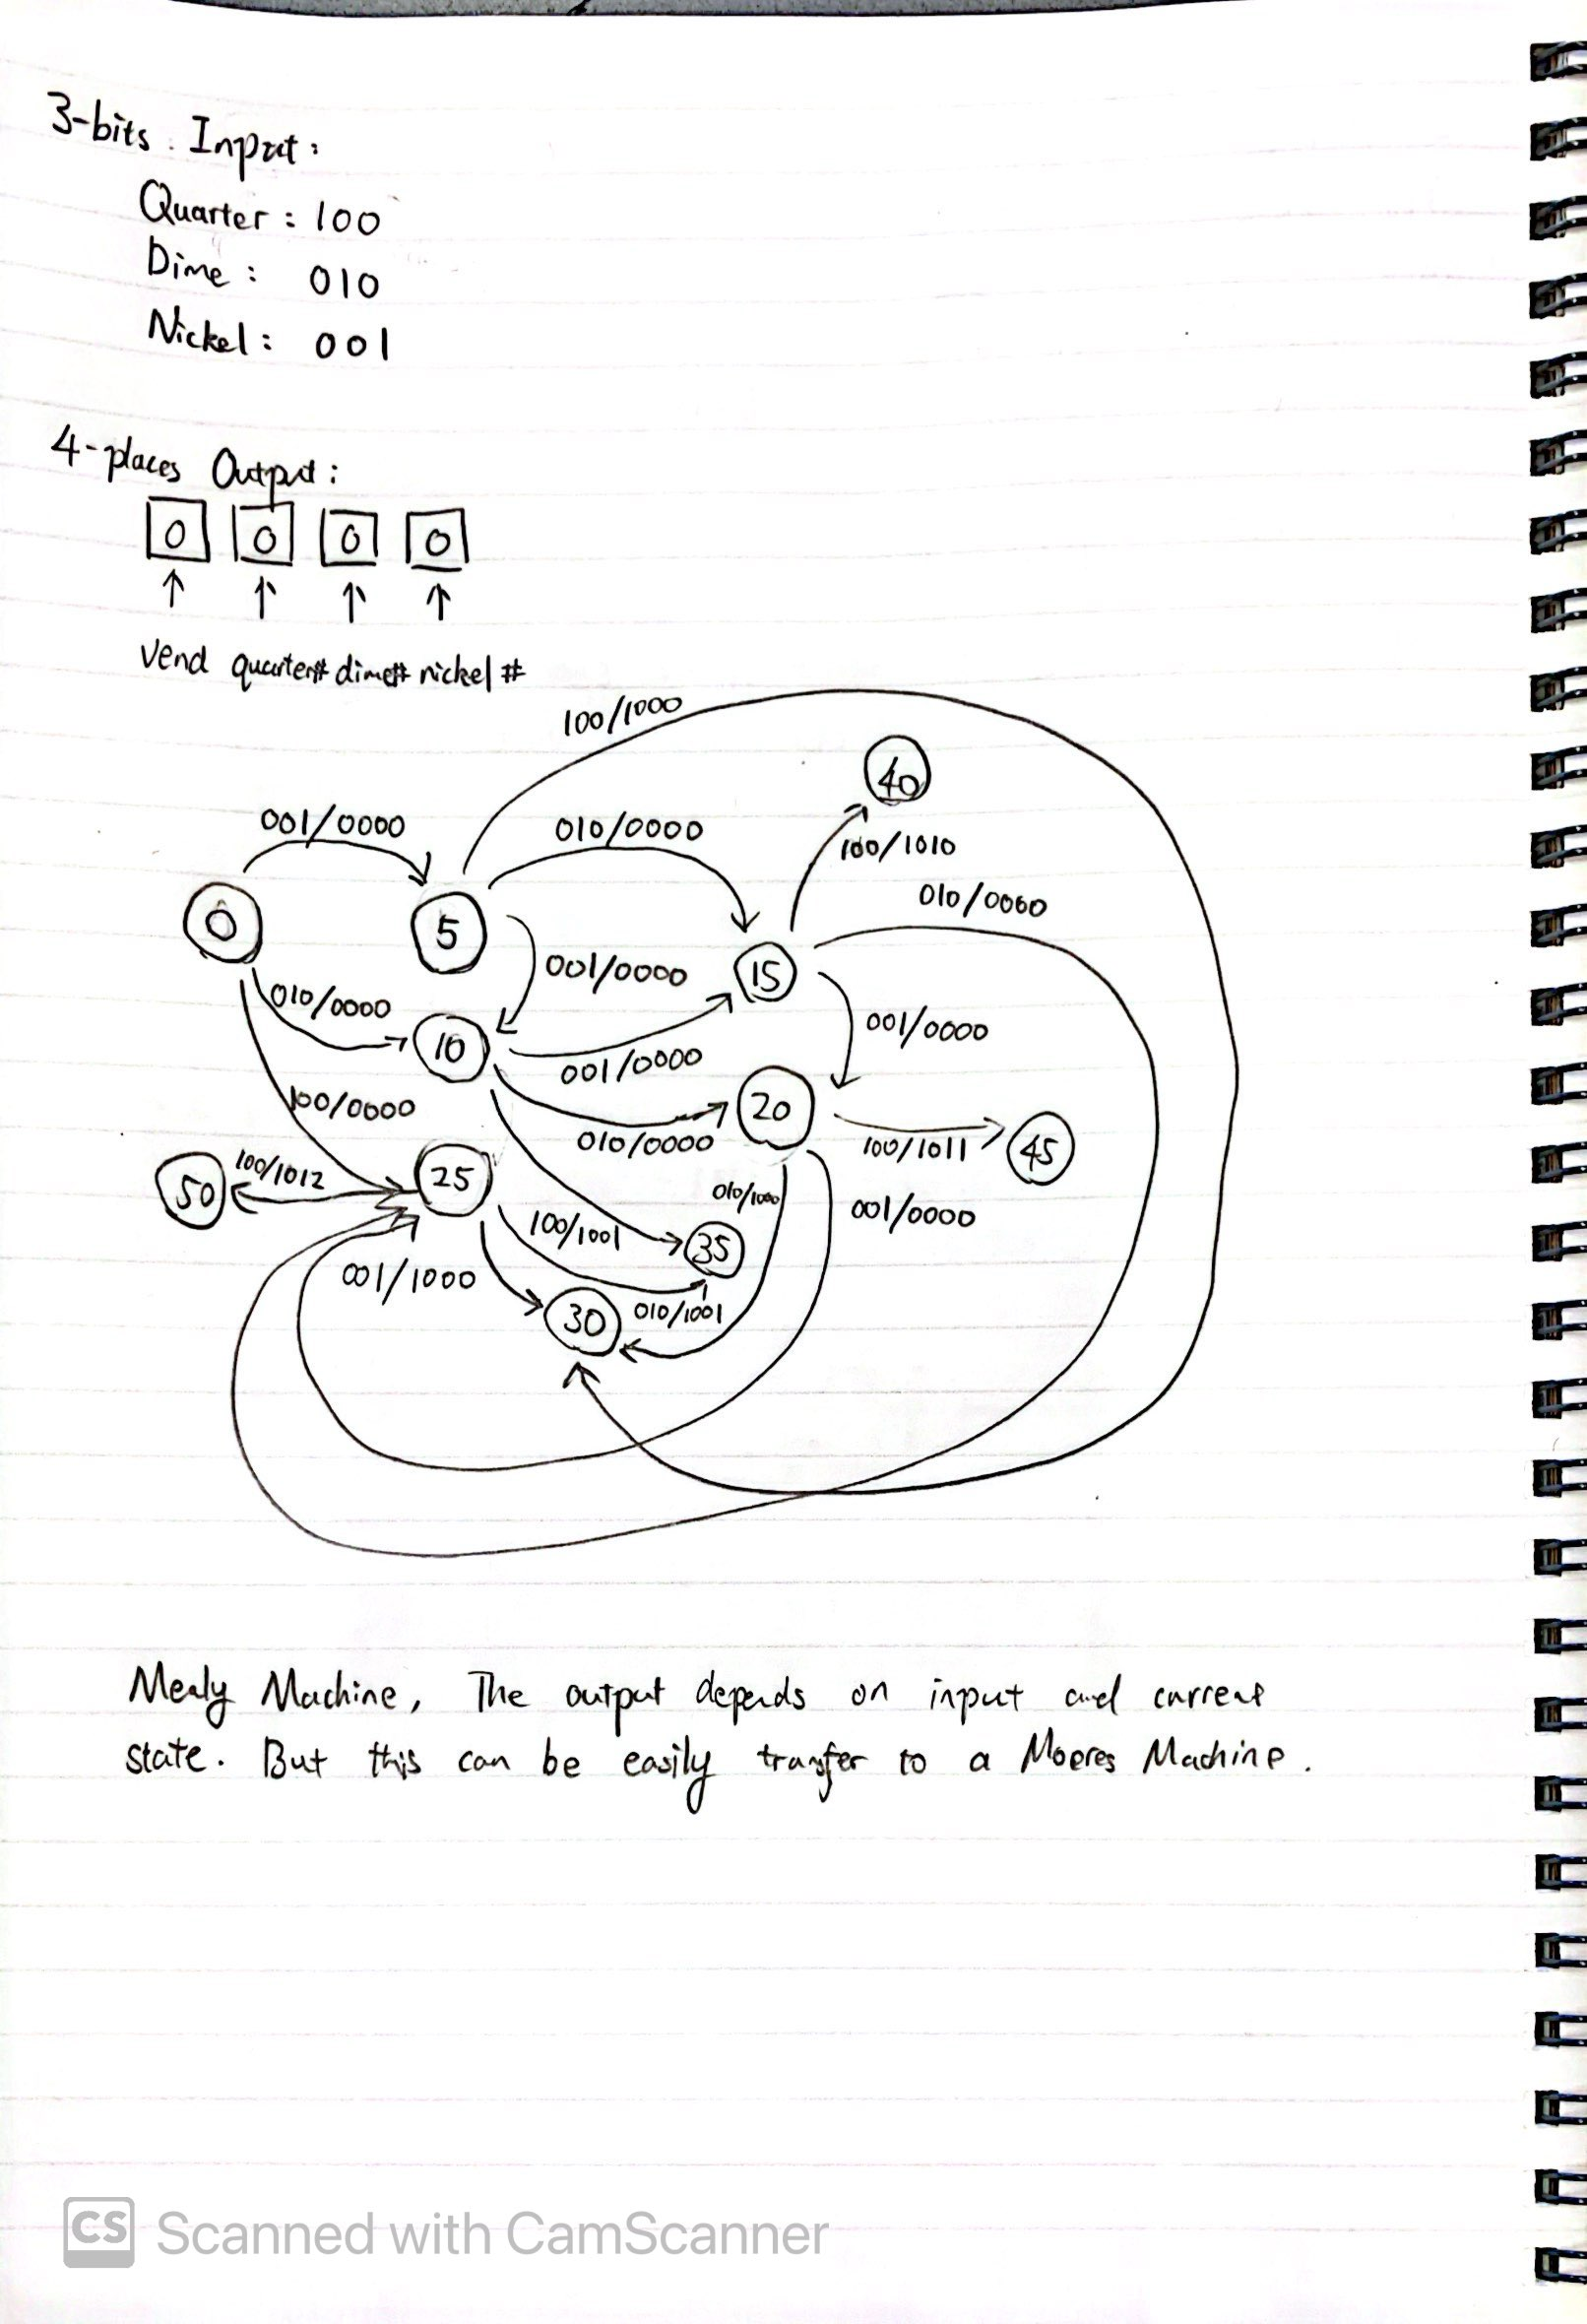 3-bits. Input:
Quarter: 100
Dime: 010
Nickel: 001
4-places Output:
0 0 0 0
↑ ↑ ↑ ↑
Vend quarter# dime# nickel #
100/1000
40
001/0000
010/0000
100/1010
010/0000
0
5
001/0000
15
010/0000
10
001/0000
001/0000
100/0000
20
010/0000
100/1011
45
50
100/1012
25
010/1000
001/0000
100/1001
35
001/1000
30
010/1001
Mealy Machine, The output depends on input and current
state. But this can be easily transfer to a Moeres Machine.
CS Scanned with CamScanner